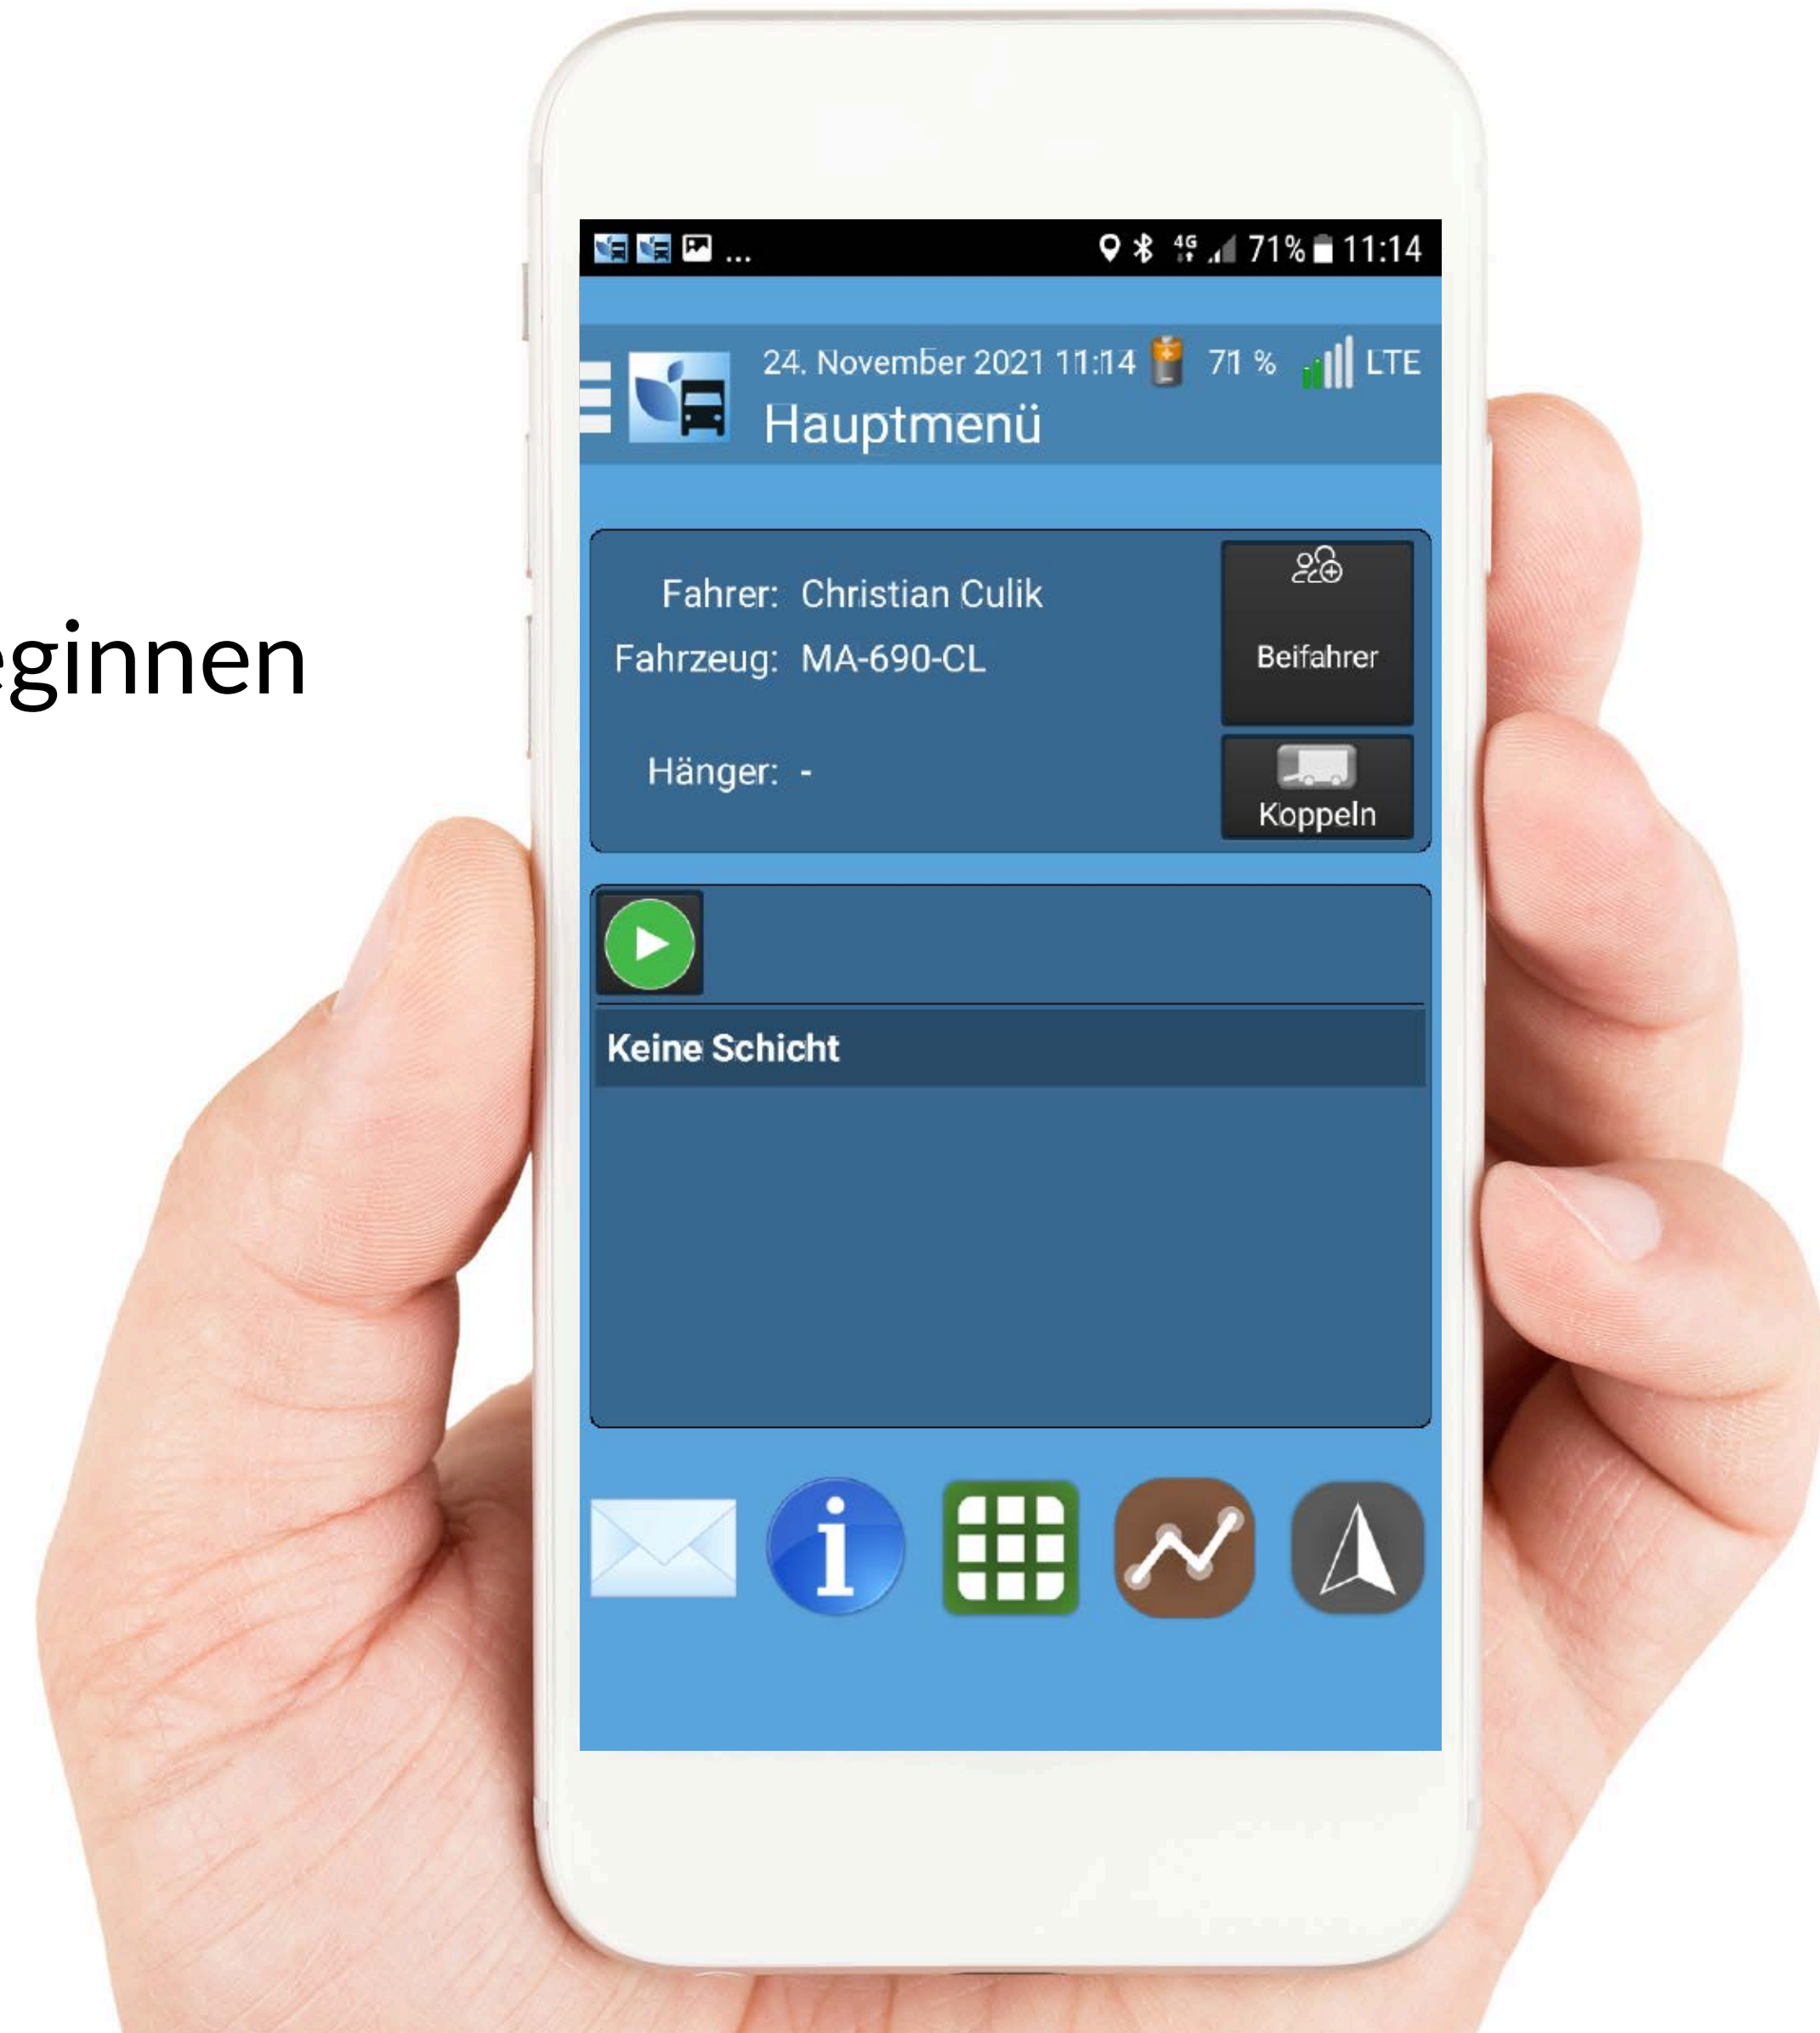 ... 4G 71% 11:14
24. November 2021 11:14 71 % LTE
Hauptmenü
Fahrer: Christian Culik
Beifahrer
eginnen
Fahrzeug: MA-690-CL
Hänger: -
Koppeln
Keine Schicht
i